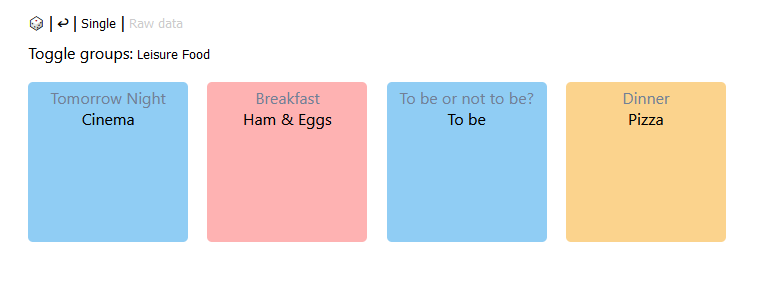 🎲 | ↩ | Single | Raw data
Toggle groups: Leisure Food
Tomorrow Night
Cinema
Breakfast
Ham & Eggs
To be or not to be?
To be
Dinner
Pizza